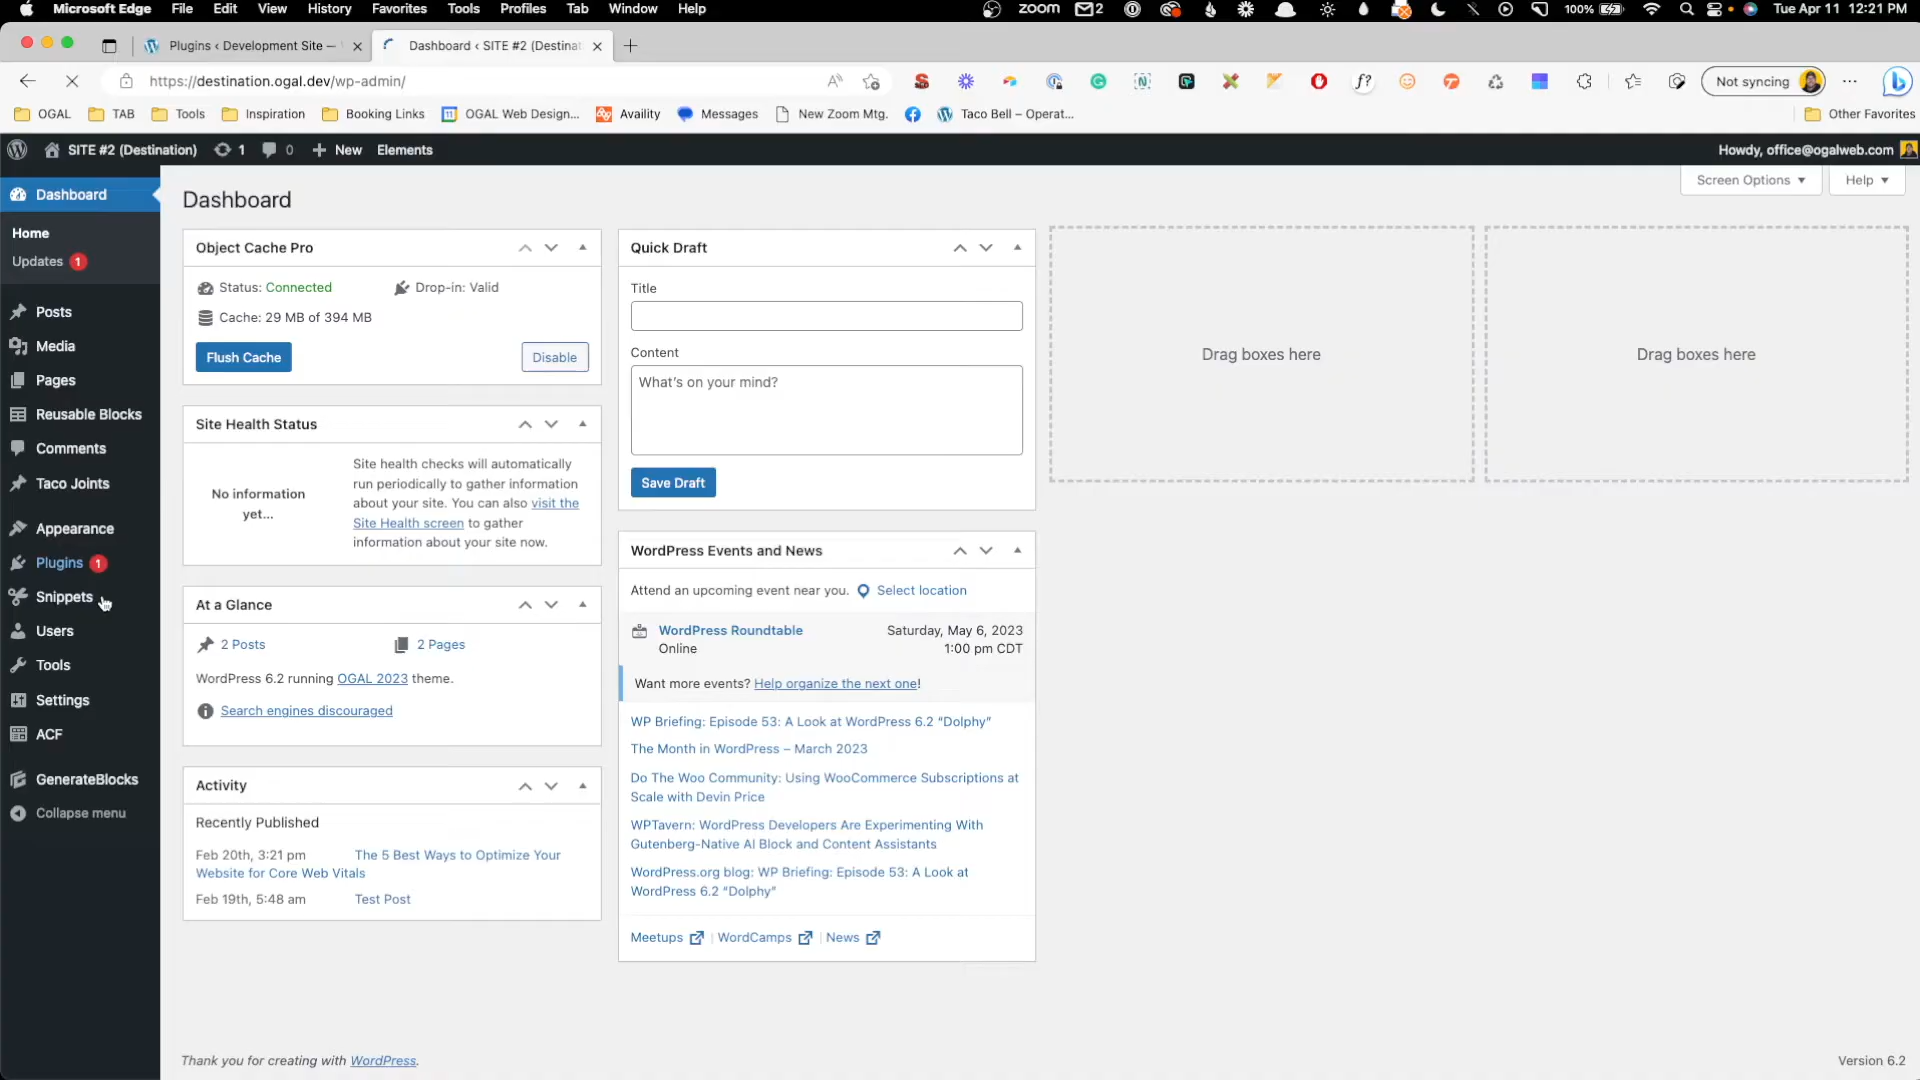 Microsoft Edge File Edit View History Favorites Tools Profiles Tab Window Help
zoom 2 100% Tue Apr 11 12:21 PM
Plugins ‹ Development Site —
Dashboard ‹ SITE #2 (Destinat
https://destination.ogal.dev/wp-admin/
Not syncing
OGAL TAB Tools Inspiration Booking Links OGAL Web Design... Availity Messages New Zoom Mtg. Taco Bell – Operat... Other Favorites
SITE #2 (Destination) 1 0 New Elements
Howdy, office@ogalweb.com
Dashboard
Home
Updates 1
Posts
Media
Pages
Reusable Blocks
Comments
Taco Joints
Appearance
Plugins 1
Snippets
Users
Tools
Settings
ACF
GenerateBlocks
Collapse menu
Screen Options Help
Dashboard
Object Cache Pro
Status: Connected Drop-in: Valid
Cache: 29 MB of 394 MB
Flush Cache Disable
Site Health Status
No information
yet...
Site health checks will automatically
run periodically to gather information
about your site. You can also visit the
Site Health screen to gather
information about your site now.
At a Glance
2 Posts 2 Pages
WordPress 6.2 running OGAL 2023 theme.
Search engines discouraged
Activity
Recently Published
Feb 20th, 3:21 pm The 5 Best Ways to Optimize Your
Website for Core Web Vitals
Feb 19th, 5:48 am Test Post
Quick Draft
Title
Content
What's on your mind?
Save Draft
WordPress Events and News
Attend an upcoming event near you. Select location
WordPress Roundtable Saturday, May 6, 2023
Online 1:00 pm CDT
Want more events? Help organize the next one!
WP Briefing: Episode 53: A Look at WordPress 6.2 “Dolphy”
The Month in WordPress – March 2023
Do The Woo Community: Using WooCommerce Subscriptions at
Scale with Devin Price
WPTavern: WordPress Developers Are Experimenting With
Gutenberg-Native AI Block and Content Assistants
WordPress.org blog: WP Briefing: Episode 53: A Look at
WordPress 6.2 “Dolphy”
Meetups | WordCamps | News
Drag boxes here
Drag boxes here
Thank you for creating with WordPress.
Version 6.2